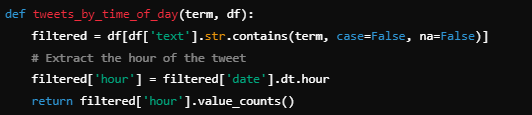 def tweets_by_time_of_day(term, df):
    filtered = df[df['text'].str.contains(term, case=False, na=False)]
    # Extract the hour of the tweet
    filtered['hour'] = filtered['date'].dt.hour
    return filtered['hour'].value_counts()